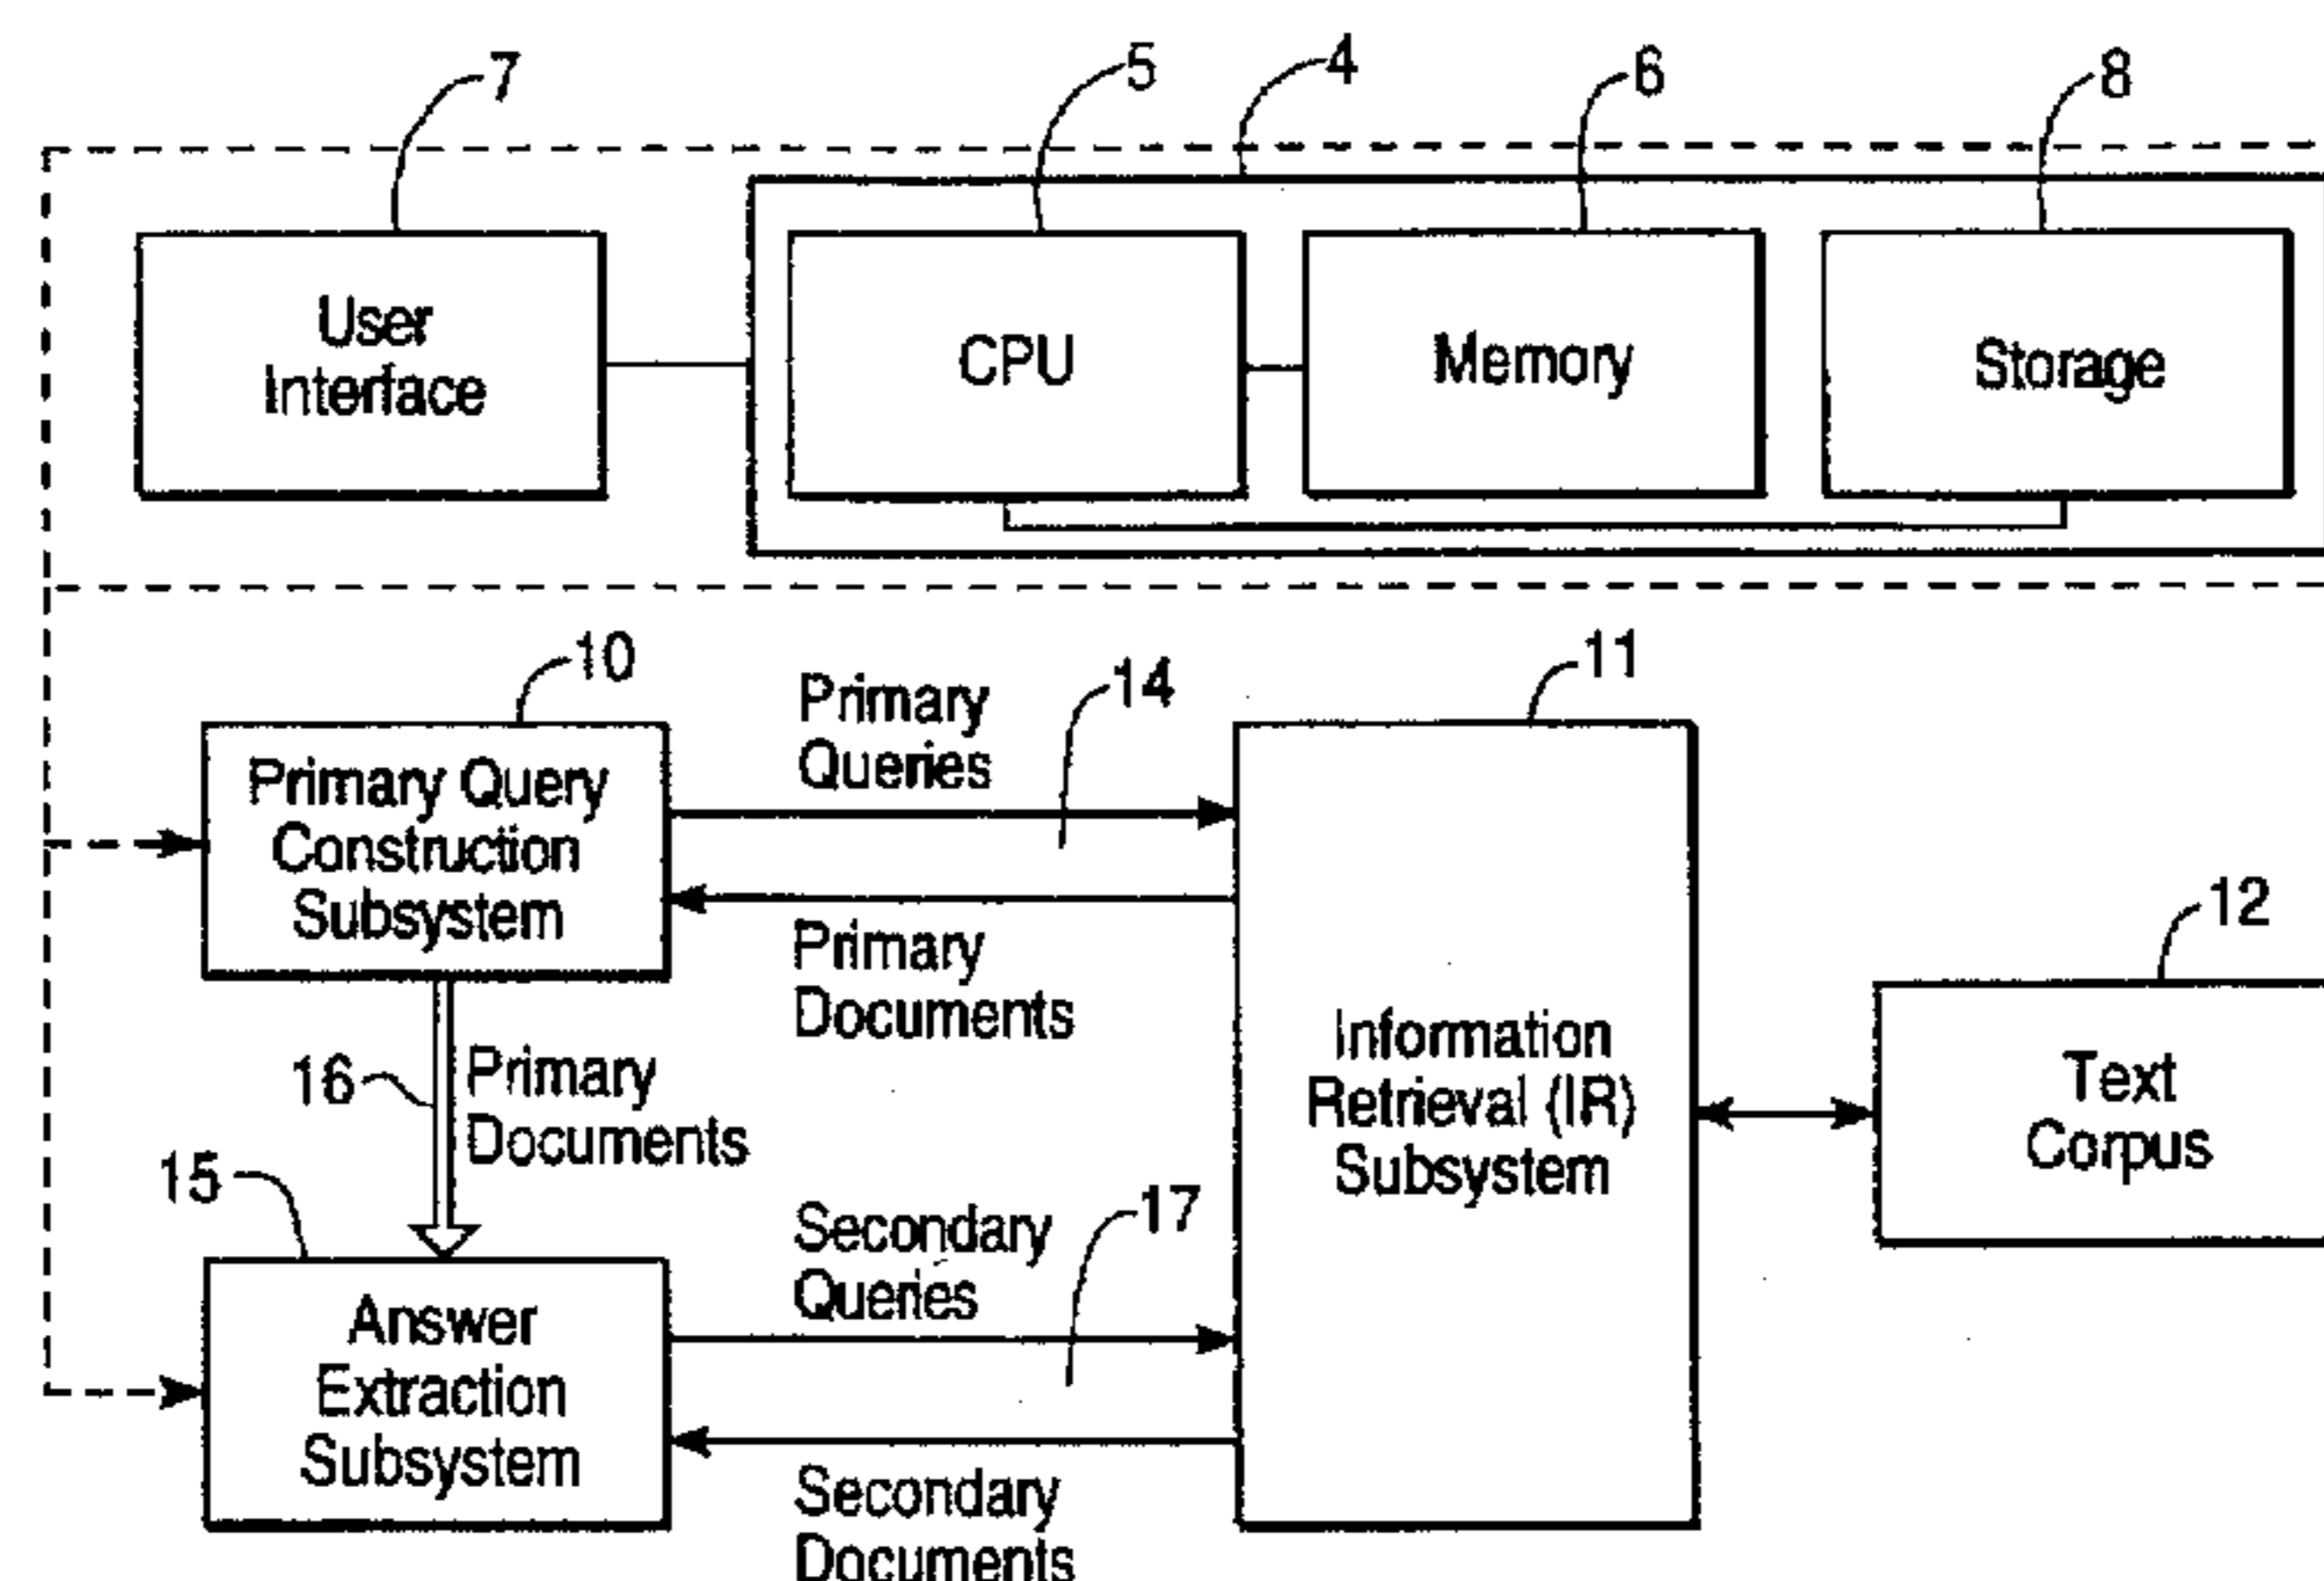 7
5
4
6
8
User
Interface
CPU
Memory
Storage
10
Primary
Queries
14
11
Primary Query
Construction
Subsystem
Primary
Documents
12
16
Primary
Documents
Information
Retrieval (IR)
Subsystem
Text
Corpus
15
Secondary
Queries
17
Answer
Extraction
Subsystem
Secondary
Documents